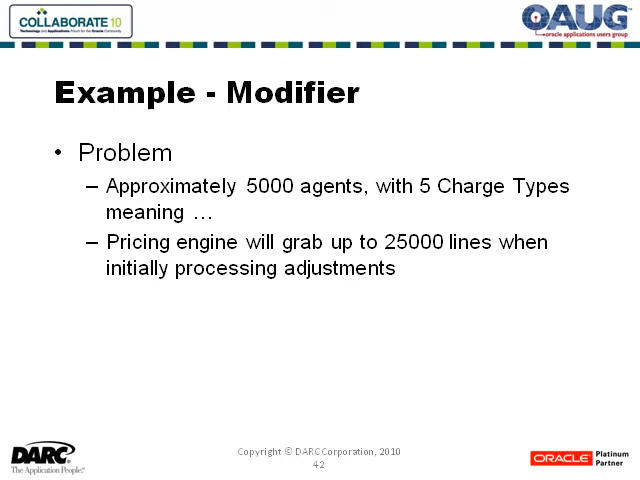 COLLABORATE 10
Technology and Applications Forum for the Oracle Community
OAUG
oracle applications users group
Example - Modifier
• Problem
– Approximately 5000 agents, with 5 Charge Types
meaning …
– Pricing engine will grab up to 25000 lines when
initially processing adjustments
DARC
The Application People
Copyright © DARC Corporation, 2010
42
ORACLE Platinum
Partner